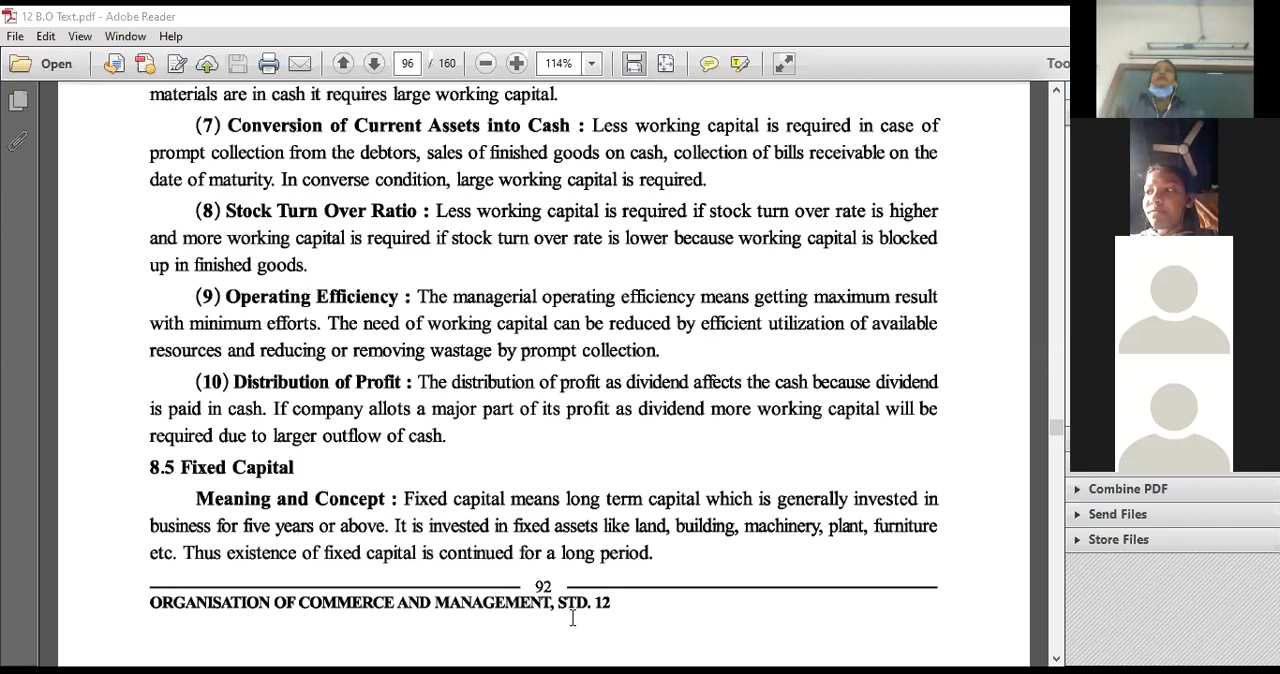 12 B.O Text.pdf - Adobe Reader
File Edit View Window Help
Open 96 / 160 114% Too
materials are in cash it requires large working capital.
(7) Conversion of Current Assets into Cash : Less working capital is required in case of
prompt collection from the debtors, sales of finished goods on cash, collection of bills receivable on the
date of maturity. In converse condition, large working capital is required.
(8) Stock Turn Over Ratio : Less working capital is required if stock turn over rate is higher
and more working capital is required if stock turn over rate is lower because working capital is blocked
up in finished goods.
(9) Operating Efficiency : The managerial operating efficiency means getting maximum result
with minimum efforts. The need of working capital can be reduced by efficient utilization of available
resources and reducing or removing wastage by prompt collection.
(10) Distribution of Profit : The distribution of profit as dividend affects the cash because dividend
is paid in cash. If company allots a major part of its profit as dividend more working capital will be
required due to larger outflow of cash.
8.5 Fixed Capital
Meaning and Concept : Fixed capital means long term capital which is generally invested in
business for five years or above. It is invested in fixed assets like land, building, machinery, plant, furniture
etc. Thus existence of fixed capital is continued for a long period.
92
ORGANISATION OF COMMERCE AND MANAGEMENT, STD. 12
Combine PDF
Send Files
Store Files